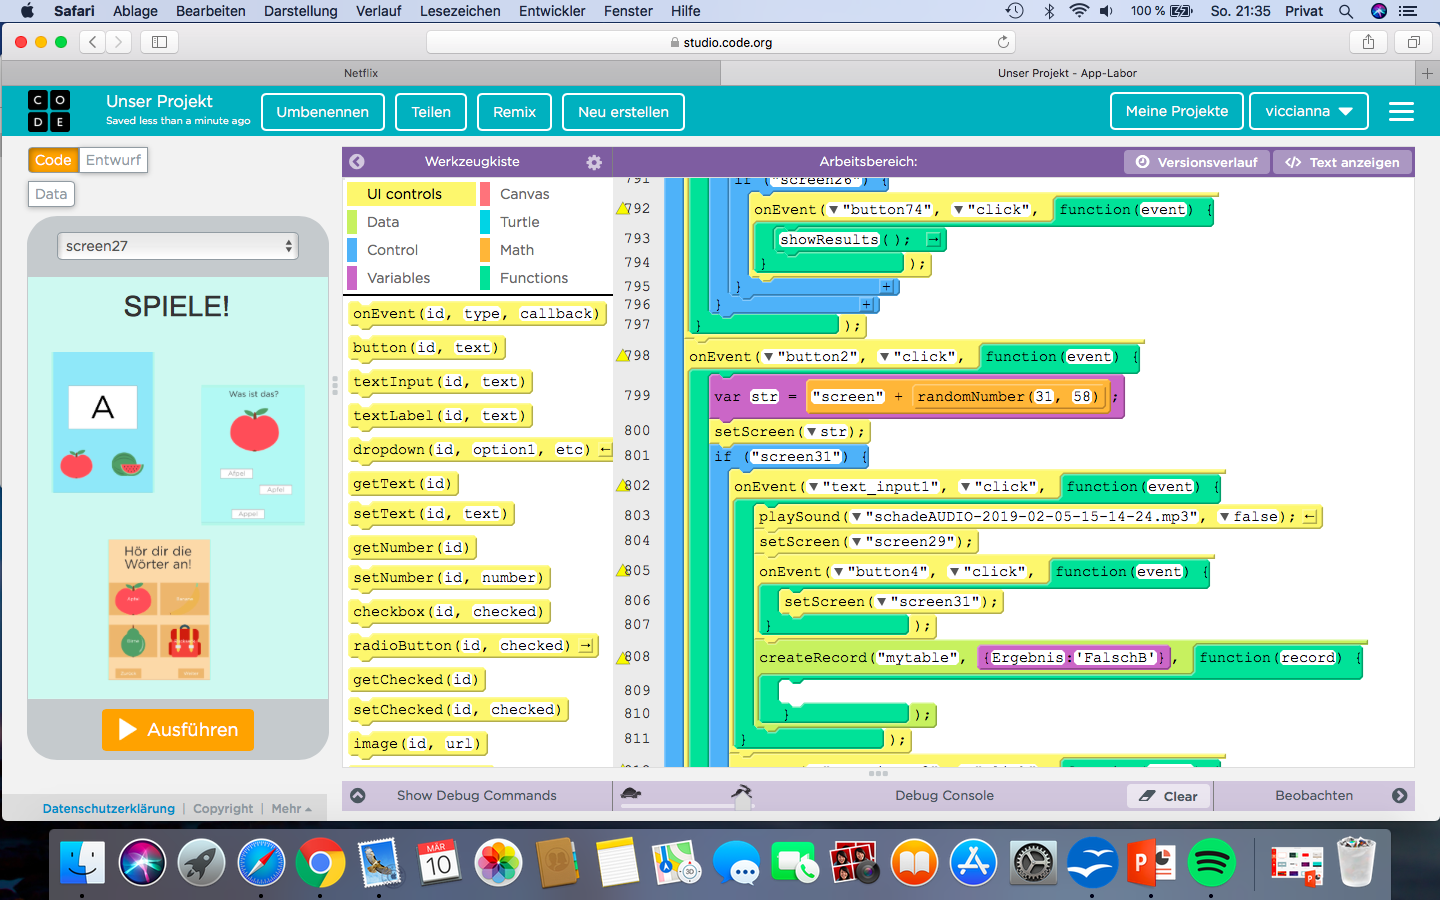 Safari Ablage Bearbeiten Darstellung Verlauf Lesezeichen Entwickler Fenster Hilfe 100 % So. 21:35 Privat
studio.code.org
Netflix Unser Projekt - App-Labor
C O D E
Unser Projekt
Saved less than a minute ago
Umbenennen Teilen Remix Neu erstellen Meine Projekte viccianna
Code Entwurf
Data
screen27
SPIELE!
A
Was ist das?
Apfel
Appel
Hör dir die
Wörter an!
Ausführen
Datenschutzerklärung | Copyright | Mehr
Werkzeugkiste
UI controls Canvas
Data Turtle
Control Math
Variables Functions
onEvent(id, type, callback)
button(id, text)
textInput(id, text)
textLabel(id, text)
dropdown(id, option1, etc)
getText(id)
setText(id, text)
getNumber(id)
setNumber(id, number)
checkbox(id, checked)
radioButton(id, checked)
getChecked(id)
setChecked(id, checked)
image(id, url)
Arbeitsbereich: Versionsverlauf </> Text anzeigen
791 if ("screen26") {
792 onEvent("button74", "click", function(event) {
793 showResults();
794 } );
795 }
796 }
797 } );
798 onEvent("button2", "click", function(event) {
799 var str = "screen" + randomNumber(31, 58) ;
800 setScreen(str);
801 if ("screen31") {
802 onEvent("text_input1", "click", function(event) {
803 playSound("schadeAUDIO-2019-02-05-15-14-24.mp3", false);
804 setScreen("screen29");
805 onEvent("button4", "click", function(event) {
806 setScreen("screen31");
807 } );
808 createRecord("mytable", {Ergebnis:'FalschB'}, function(record) {
809
810 } );
811 } );
Show Debug Commands Debug Console Clear Beobachten
MÄR
10